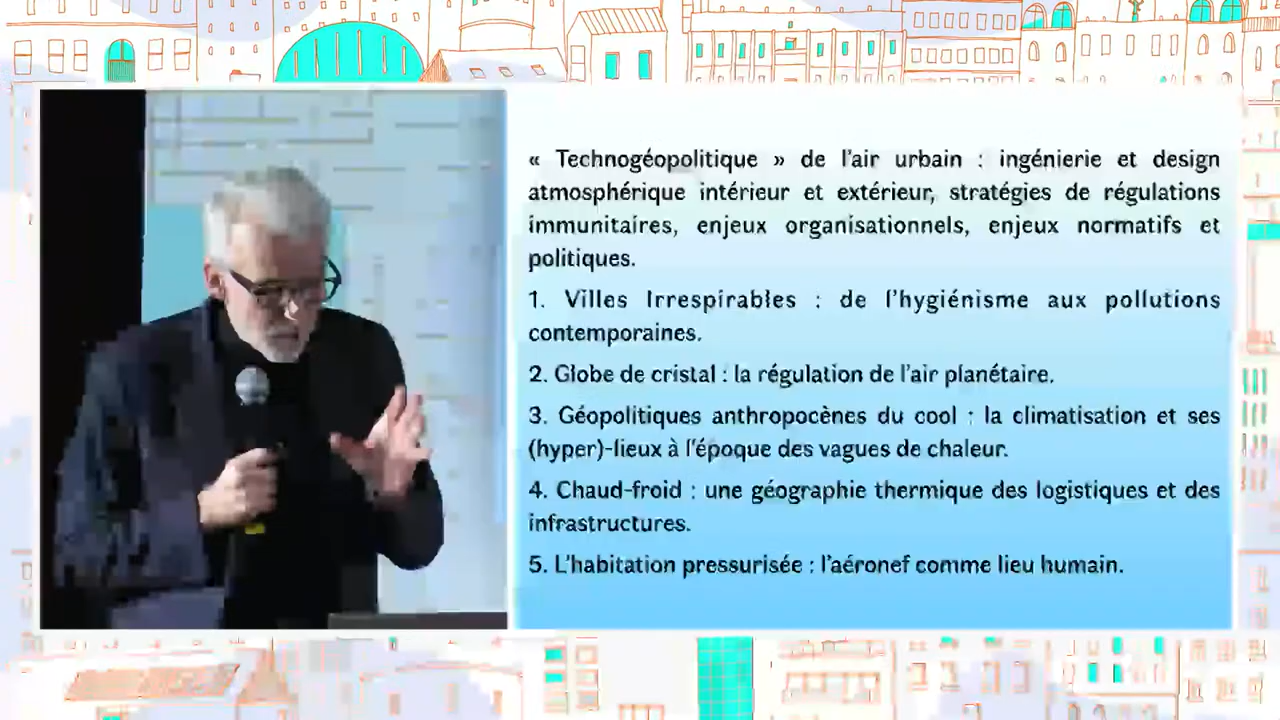 « Technogéopolitique » de l'air urbain : ingénierie et design
atmosphérique intérieur et extérieur, stratégies de régulations
immunitaires, enjeux organisationnels, enjeux normatifs et
politiques.
1. Villes Irrespirables : de l'hygiénisme aux pollutions
contemporaines.
2. Globe de cristal : la régulation de l'air planétaire.
3. Géopolitiques anthropocènes du cool : la climatisation et ses
(hyper)-lieux à l'époque des vagues de chaleur.
4. Chaud-froid : une géographie thermique des logistiques et des
infrastructures.
5. L'habitation pressurisée : l'aéronef comme lieu humain.